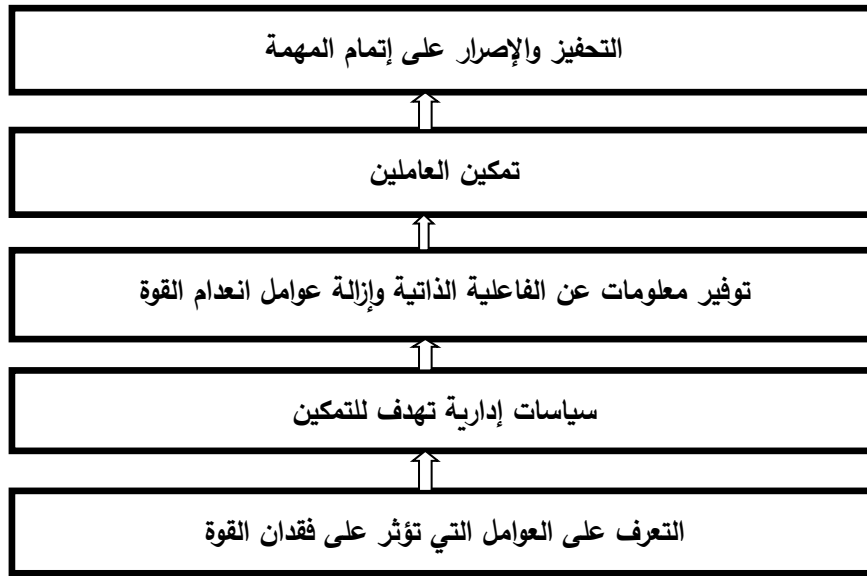 التحفيز والإصرار على إتمام المهمة
تمكين العاملين
توفير معلومات عن الفاعلية الذاتية وإزالة عوامل انعدام القوة
سياسات إدارية تهدف للتمكين
التعرف على العوامل التي تؤثر على فقدان القوة